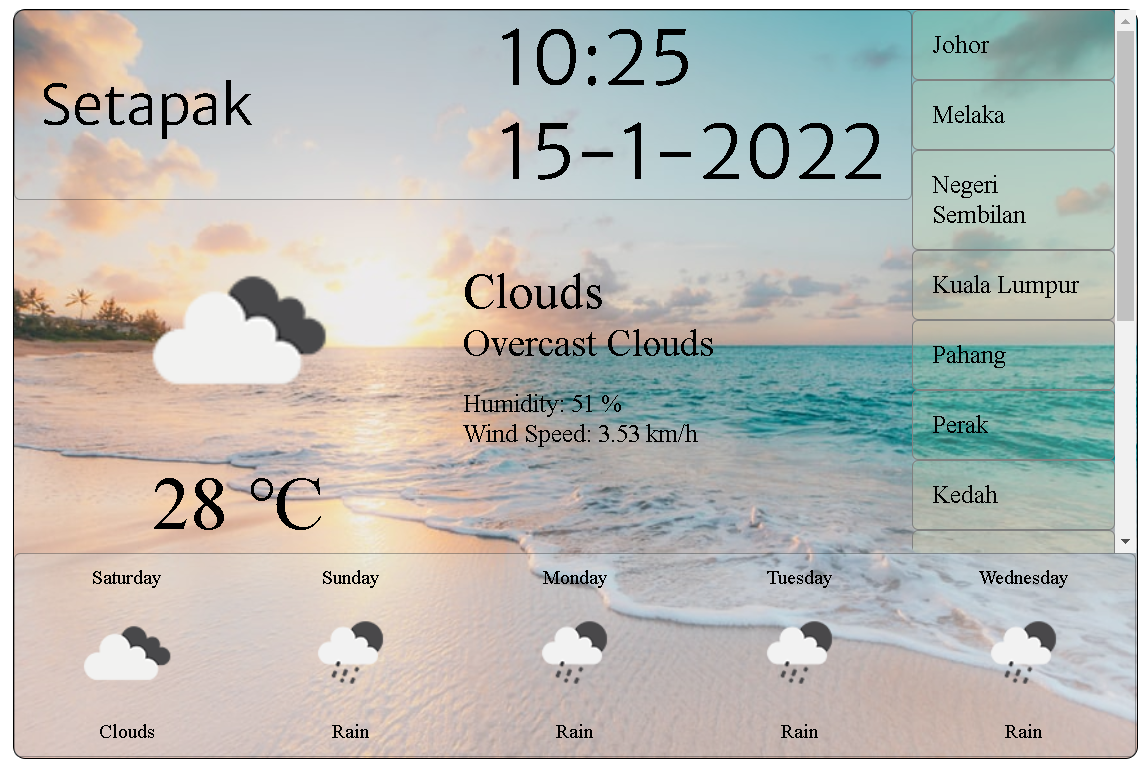 Setapak
10:25
15-1-2022
Johor
Melaka
Negeri
Sembilan
Kuala Lumpur
Pahang
Perak
Kedah
Clouds
Overcast Clouds
Humidity: 51 %
Wind Speed: 3.53 km/h
28 °C
Saturday
Sunday
Monday
Tuesday
Wednesday
Clouds
Rain
Rain
Rain
Rain